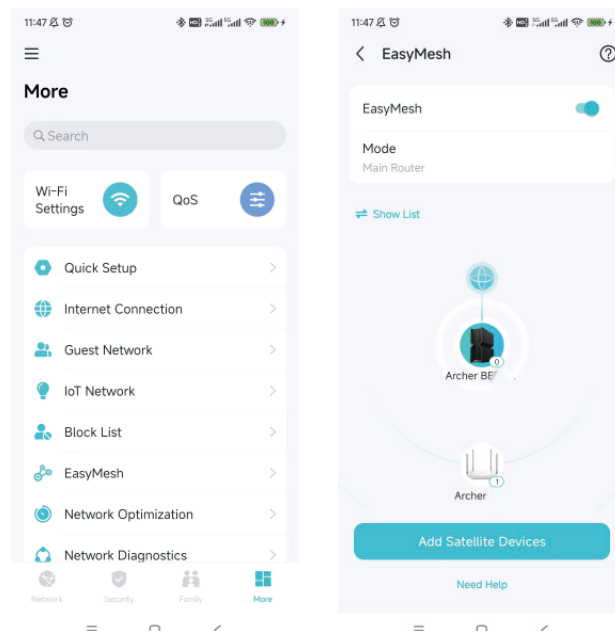 11:47
More
Search
Wi-Fi
Settings
QoS
Quick Setup
Internet Connection
Guest Network
IoT Network
Block List
EasyMesh
Network Optimization
Network Diagnostics
Network
Security
Family
More
11:47
EasyMesh
EasyMesh
Mode
Main Router
Show List
0
Archer BE
1
Archer
Add Satellite Devices
Need Help